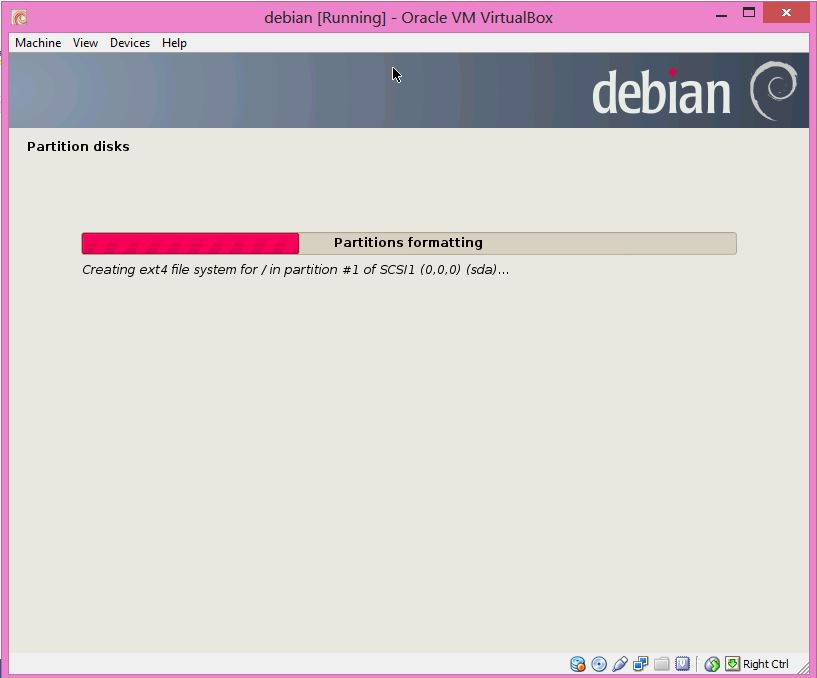 debian [Running] - Oracle VM VirtualBox
Machine View Devices Help
debian
Partition disks
Partitions formatting
Creating ext4 file system for / in partition #1 of SCSI1 (0,0,0) (sda)...
Right Ctrl